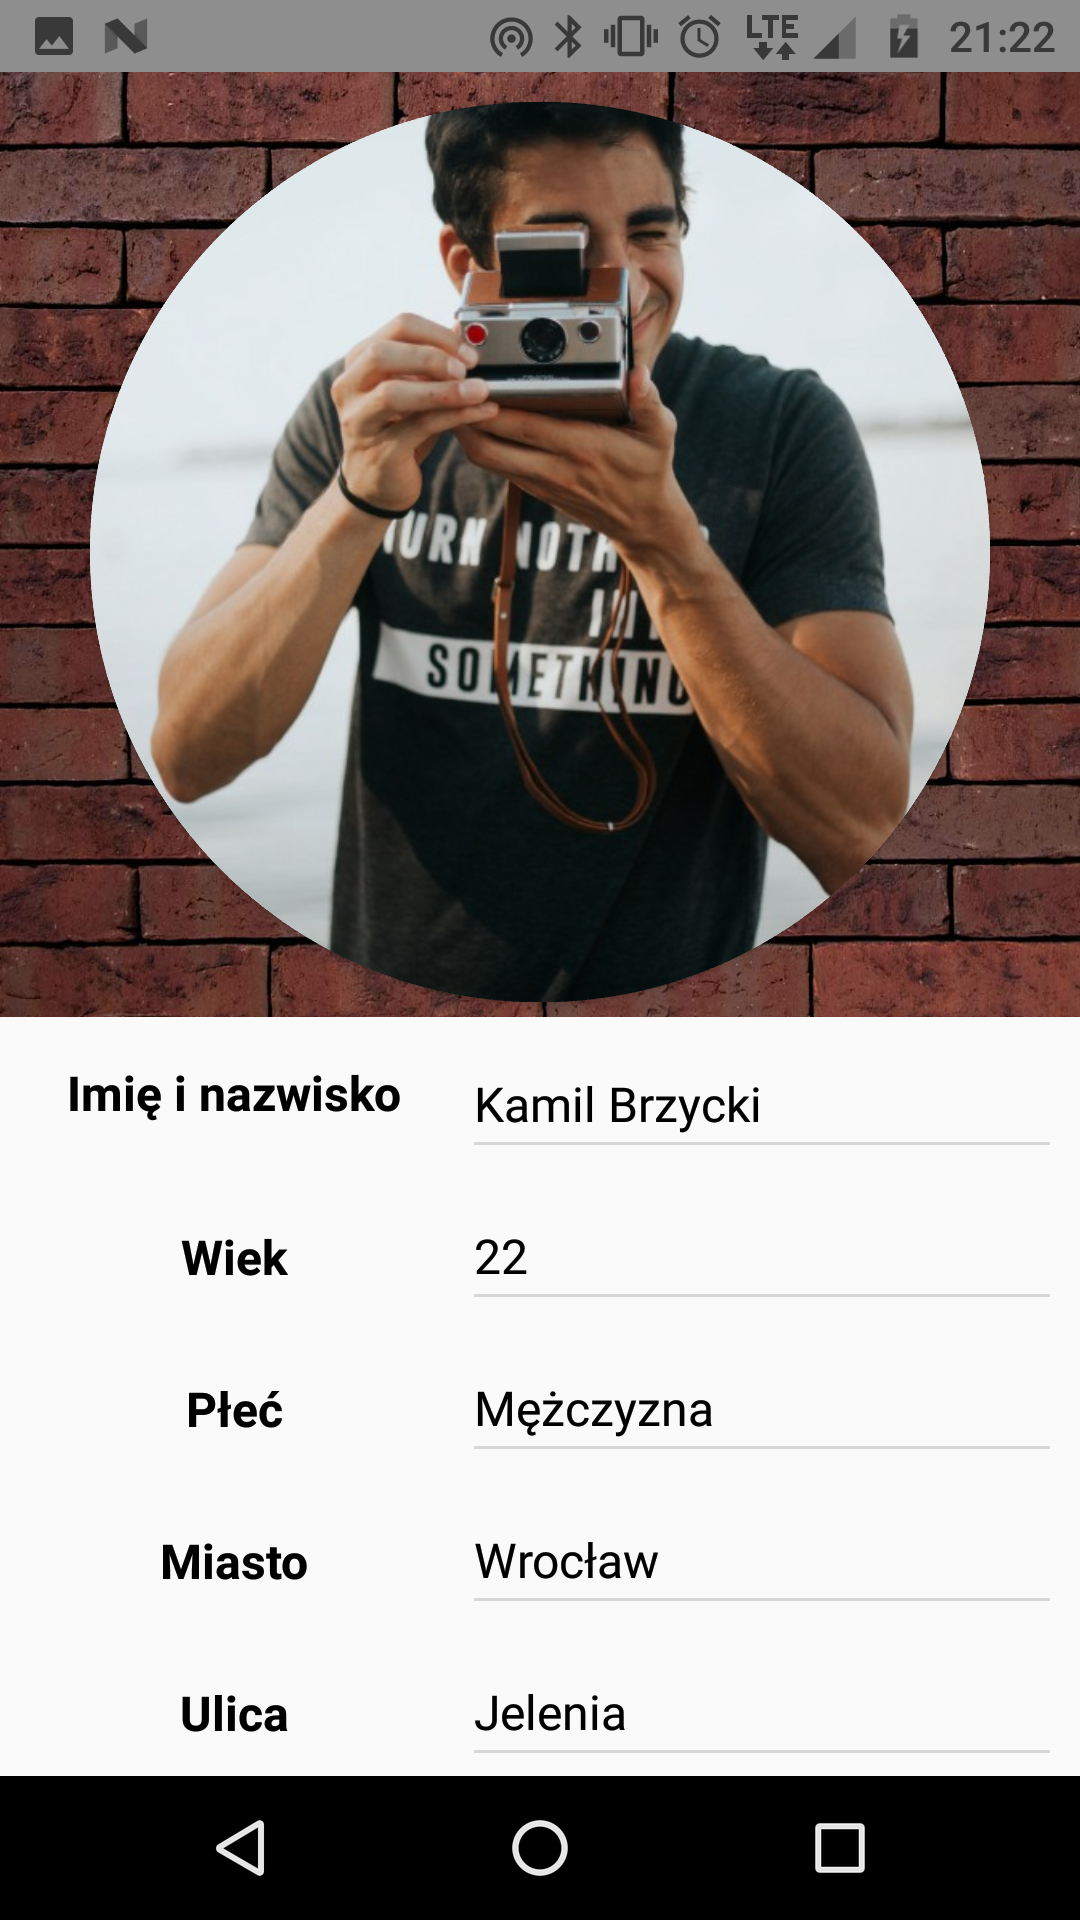 LTE 21:22
URN NOTH
SOMETHING
Imię i nazwisko Kamil Brzycki
Wiek 22
Płeć Mężczyzna
Miasto Wrocław
Ulica Jelenia